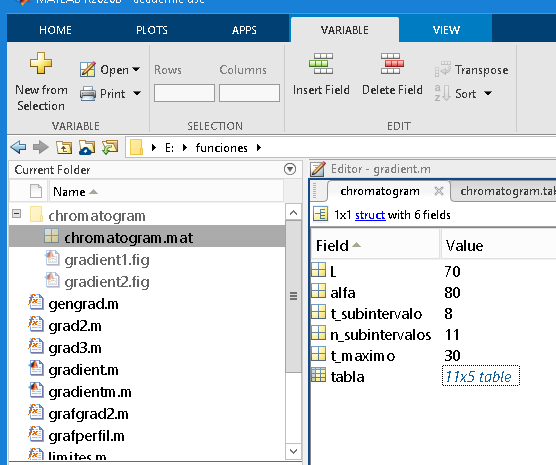 MATLAB R2020B - academic use
HOME PLOTS APPS VARIABLE VIEW
New from Selection
Open
Print
Rows Columns
Insert Field
Delete Field
Transpose
Sort
VARIABLE SELECTION EDIT
E: funciones
Current Folder
Editor - gradient.m
Name
chromatogram chromatogram.tab
1x1 struct with 6 fields
chromatogram
chromatogram.mat
gradient1.fig
gradient2.fig
gengrad.m
grad2.m
grad3.m
gradient.m
gradientm.m
grafgrad2.m
grafperfil.m
limites.m
Field Value
L 70
alfa 80
t_subintervalo 8
n_subintervalos 11
t_maximo 30
tabla 11x5 table